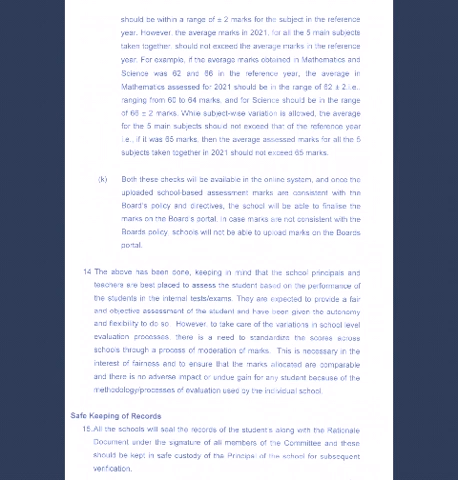 should be within a range of ± 2 marks for the subject in the reference
year. However, the average marks in 2021, for all the 5 main subjects
taken together, should not exceed the average marks in the reference
year. For example, if the average marks obtained in Mathematics and
Science was 62 and 66 in the reference year, the average in
Mathematics assessed for 2021 should be in the range of 62 ± 2,i.e.,
ranging from 60 to 64 marks, and for Science should be in the range
of 66 ± 2 marks. While subject-wise variation is allowed, the average
for the 5 main subjects should not exceed that of the reference year
i.e., if it was 65 marks, then the average assessed marks for all the 5
subjects taken together in 2021 should not exceed 65 marks.
(k) Both these checks will be available in the online system, and once the
uploaded school-based assessment marks are consistent with the
Board's policy and directives, the school will be able to finalise the
marks on the Board's portal. In case marks are not consistent with the
Boards policy, schools will not be able to upload marks on the Boards
portal.
14 The above has been done, keeping in mind that the school principals and
teachers are best placed to assess the student based on the performance of
the students in the internal tests/exams. They are expected to provide a fair
and objective assessment of the student and have been given the autonomy
and flexibility to do so. However, to take care of the variations in school level
evaluation processes, there is a need to standardize the scores across
schools through a process of moderation of marks. This is necessary in the
interest of fairness and to ensure that the marks allocated are comparable
and there is no adverse impact or undue gain for any student because of the
methodology/processes of evaluation used by the individual school.
Safe Keeping of Records
15. All the schools will seal the records of the students along with the Rationale
Document under the signature of all members of the Committee and these
should be kept in safe custody of the Principal of the school for subsequent
verification.